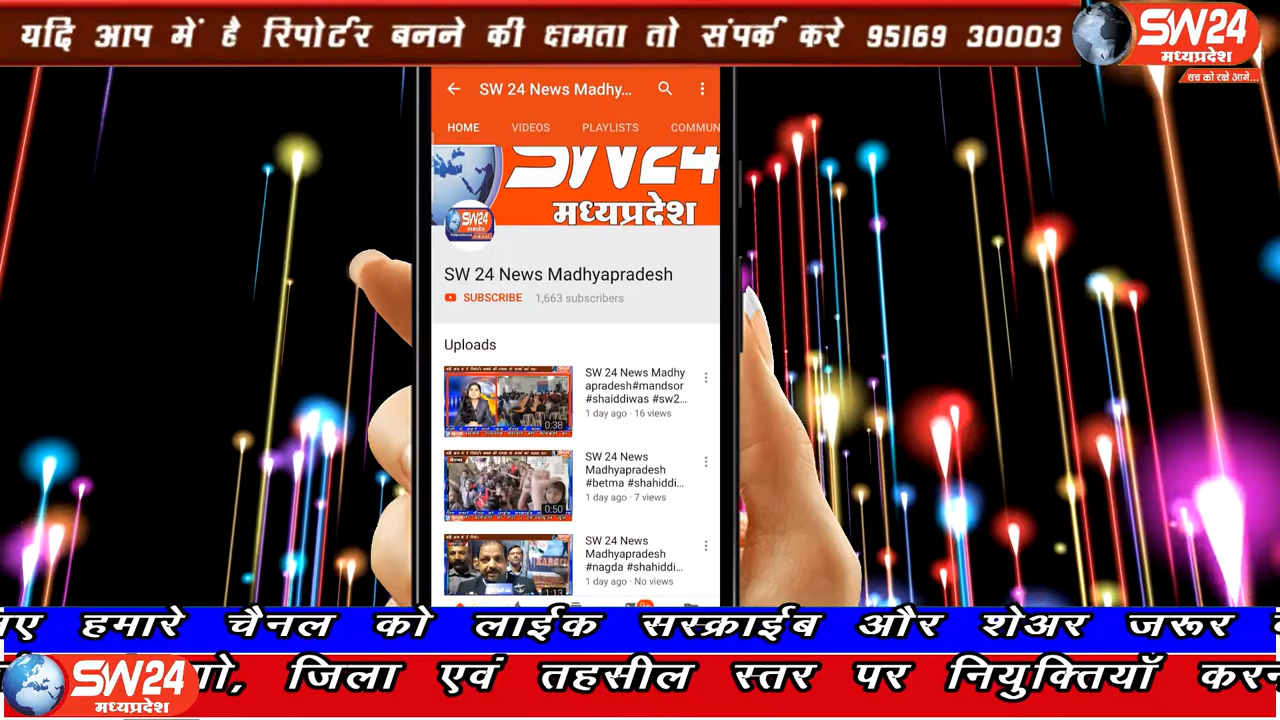 यदि आप में है रिपोर्टर बनने की क्षमता तो संपर्क करे 95169 30003
SW24
मध्यप्रदेश
सच को रखे आगे...
SW 24 News Madhy...
HOME VIDEOS PLAYLISTS COMMUN
SW24
मध्यप्रदेश
SW24
SW 24 News Madhyapradesh
SUBSCRIBE 1,663 subscribers
Uploads
SW 24 News Madhy
apradesh#mandsor
#shaiddiwas #sw2...
1 day ago · 16 views
0:38
SW 24 News
Madhyapradesh
#betma #shahiddi...
1 day ago · 7 views
0:50
SW 24 News
Madhyapradesh
#nagda #shahiddi...
1 day ago · No views
1:13
हमारे चैनल को लाईक सस्क्राईब और शेअर जरूर
जिला एवं तहसील स्तर पर नियुक्तियाँ
SW24
मध्यप्रदेश